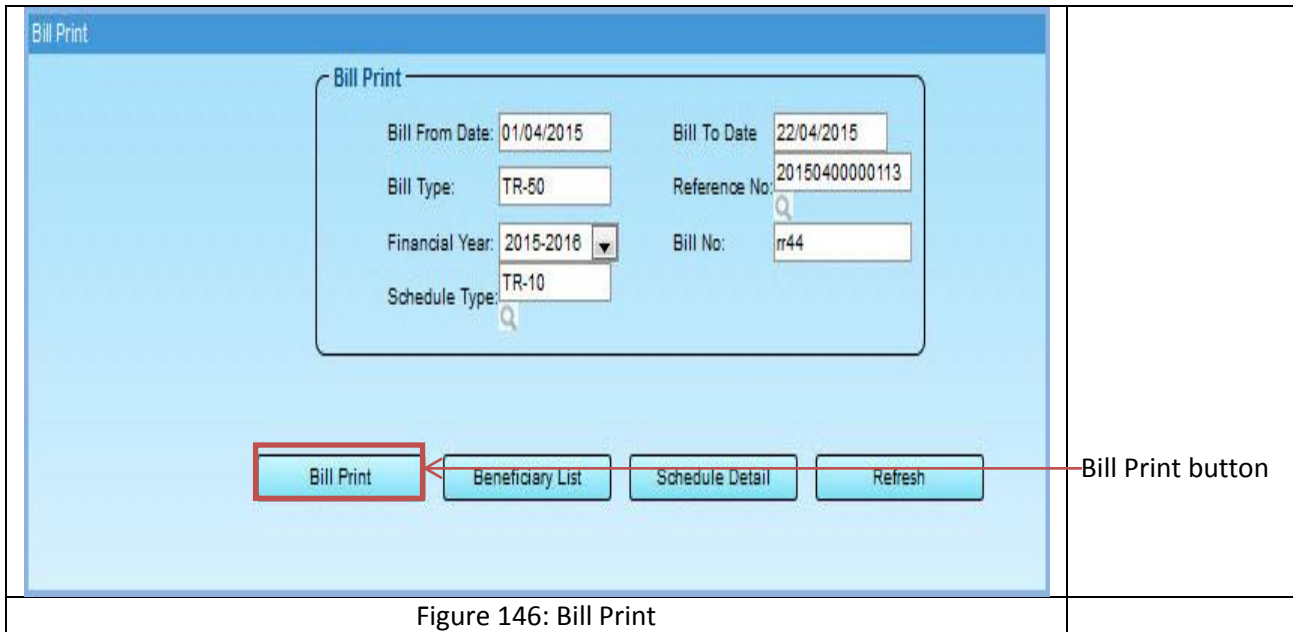 Bill Print
Bill Print
Bill From Date: 01/04/2015 Bill To Date 22/04/2015
Bill Type: TR-50 Reference No: 20150400000113
Financial Year: 2015-2016 Bill No: rr44
Schedule Type: TR-10
Bill Print Beneficiary List Schedule Detail Refresh
Bill Print button
Figure 146: Bill Print